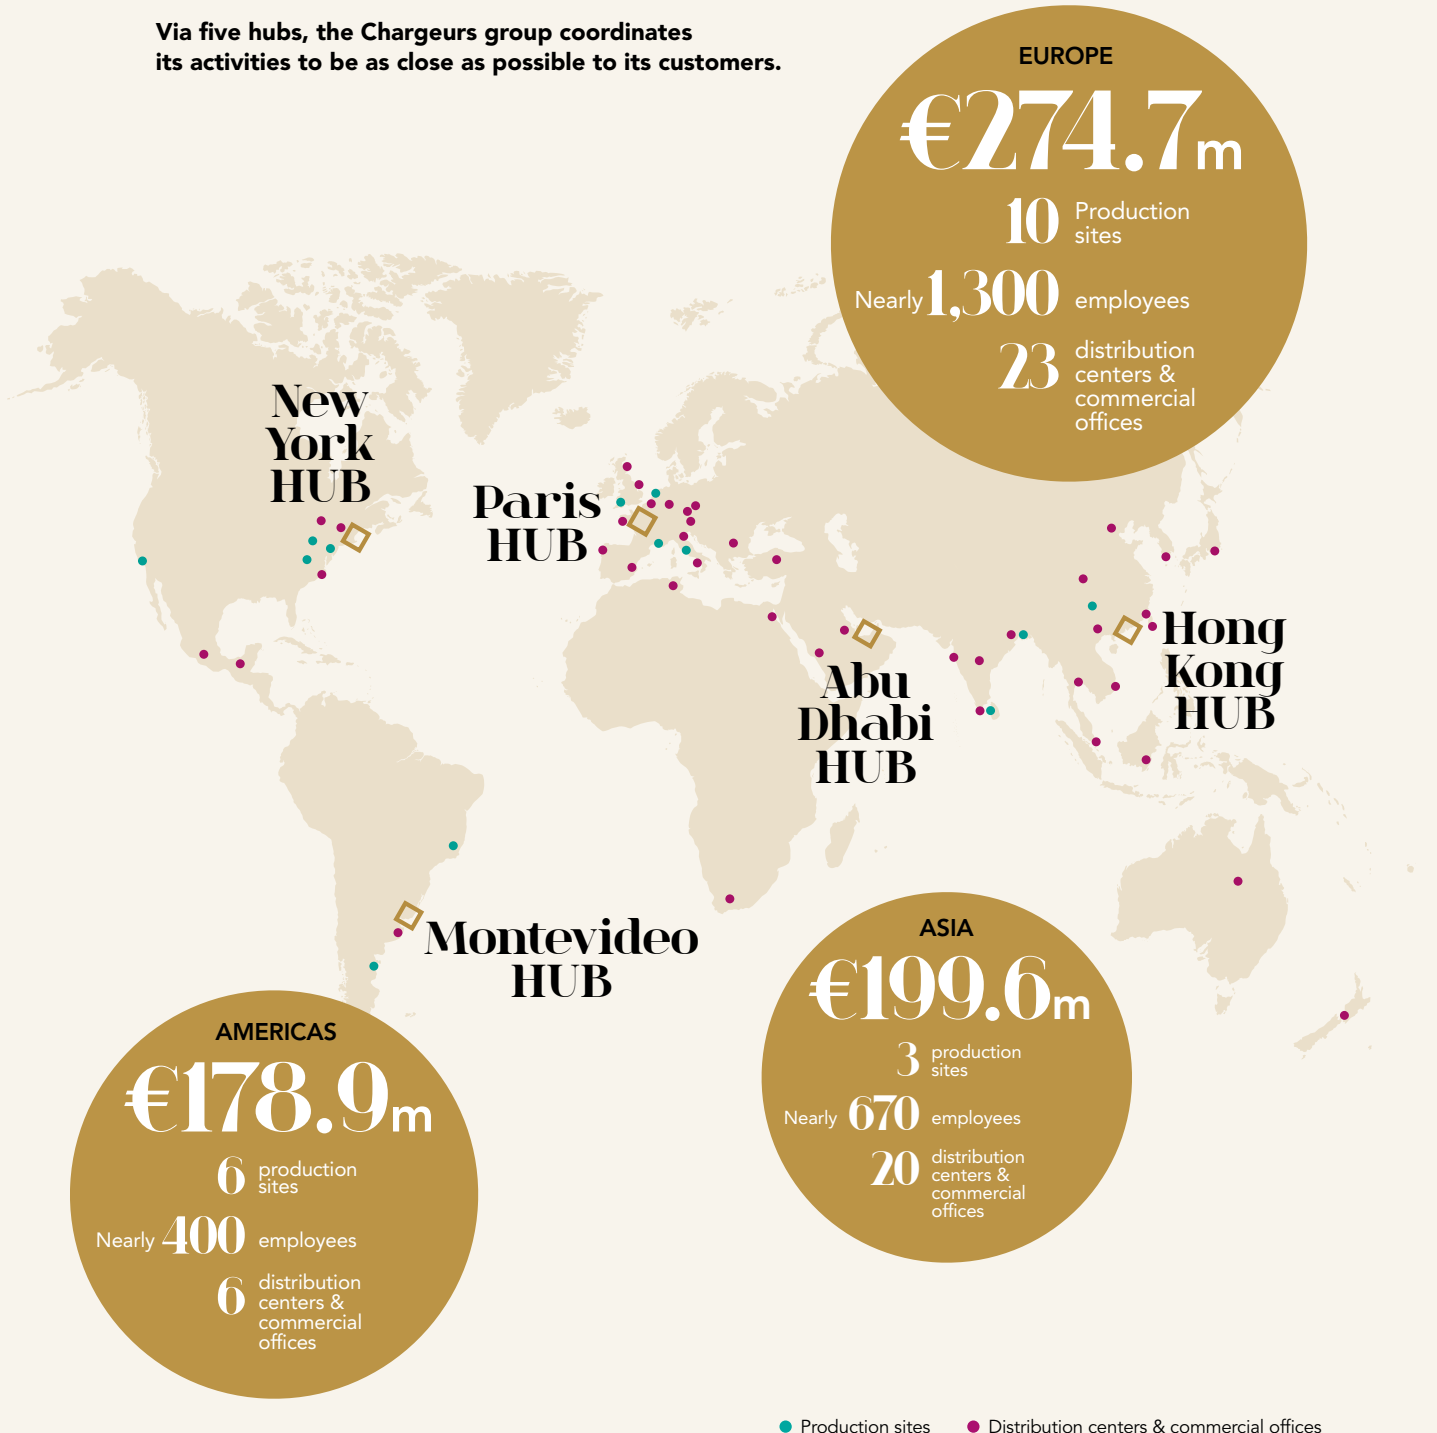 Via five hubs, the Chargeurs group coordinates
its activities to be as close as possible to its customers.
EUROPE
€274.7m
10 Production
sites
Nearly 1,300 employees
23 distribution
centers &
commercial
offices
New
York
HUB
Paris
HUB
Abu
Dhabi
HUB
Hong
Kong
HUB
Montevideo
HUB
AMERICAS
€178.9m
6 production
sites
Nearly 400 employees
6 distribution
centers &
commercial
offices
ASIA
€199.6m
3 production
sites
Nearly 670 employees
20 distribution
centers &
commercial
offices
Production sites
Distribution centers & commercial offices